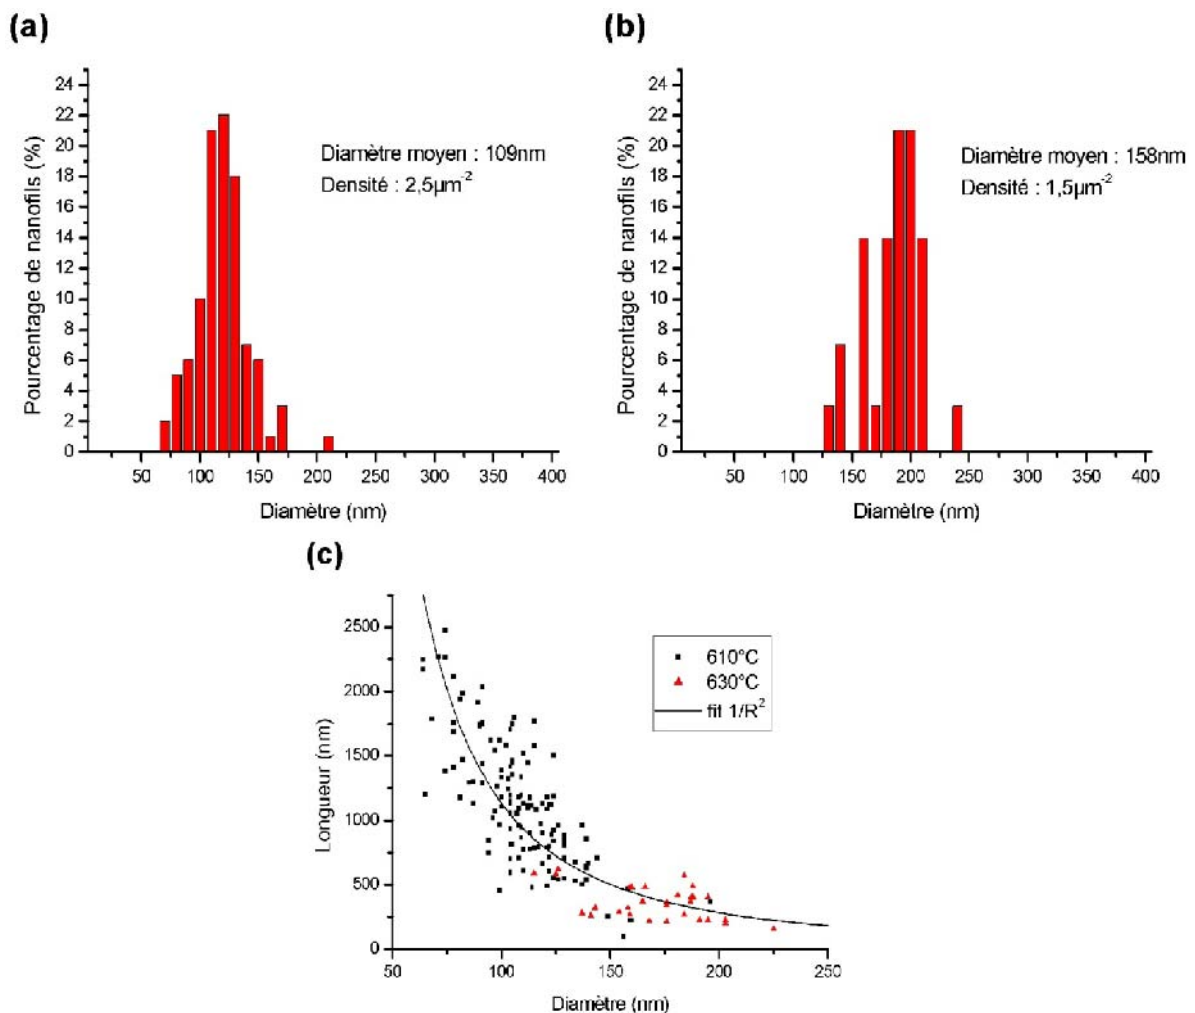 (a)
(b)
24
22
20
18
16
14
12
10
8
6
4
2
0
Pourcentage de nanofils (%)
Diamètre moyen : 109nm
Densité : 2,5µm⁻²
50 100 150 200 250 300 350 400
Diamètre (nm)
24
22
20
18
16
14
12
10
8
6
4
2
0
Pourcentage de nanofils (%)
Diamètre moyen : 158nm
Densité : 1,5µm⁻²
50 100 150 200 250 300 350 400
Diamètre (nm)
(c)
2500
2000
1500
1000
500
0
Longueur (nm)
610°C
630°C
fit 1/R²
50 100 150 200 250
Diamètre (nm)